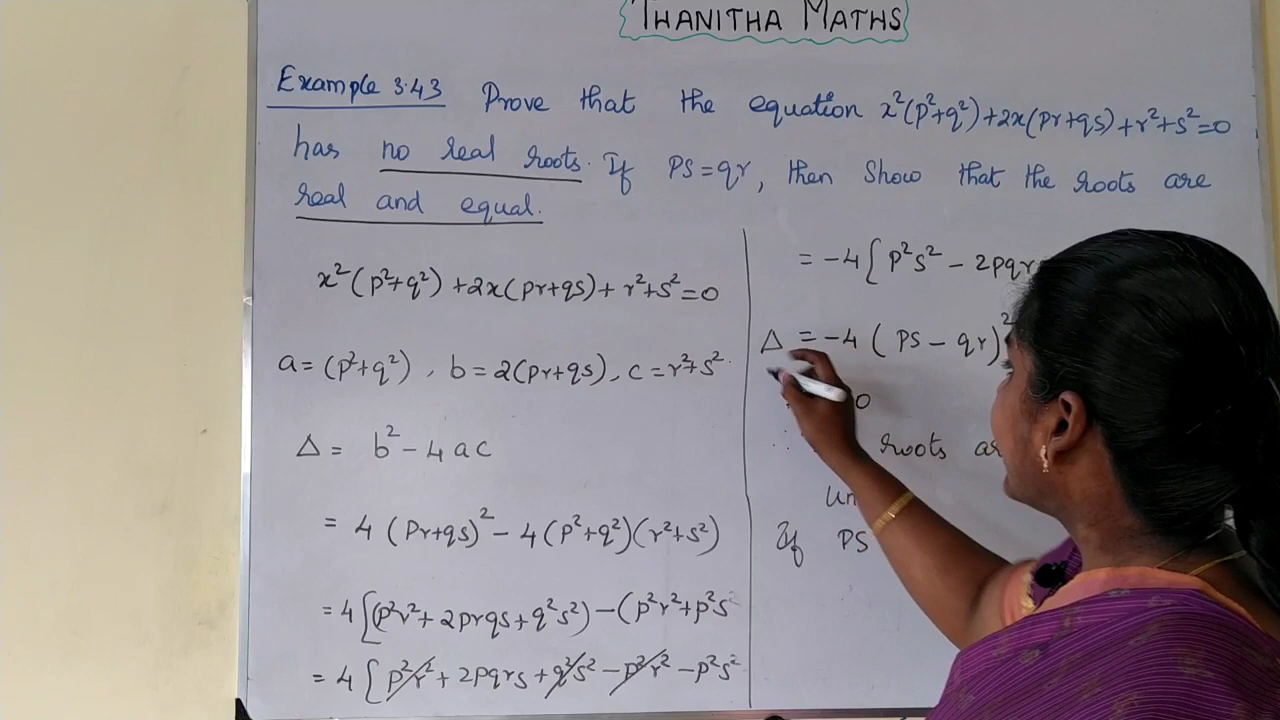 THANITHA MATHS
Example 3.43 Prove that the equation x²(p²+q²)+2x(pr+qs)+r²+s²=0
has no real roots. If PS=qr, then Show that the roots are
real and equal.
x²(p²+q²)+2x(pr+qs)+r²+s²=0
a=(p²+q²), b=2(pr+qs), c=r²+s².
Δ= b²-4ac
= 4(pr+qs)²-4(p²+q²)(r²+s²)
=4[(p²r²+2prqs+q²s²)-(p²r²+p²s
=4[p²r²+2pqrs+q²s²-p²r²-p²s²
=-4[p²s²-2pqrs
Δ=-4(ps-qr)²
0
∴ roots
If PS